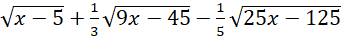 √(x − 5) + 1/3 √(9x − 45) − 1/5 √(25x − 125)